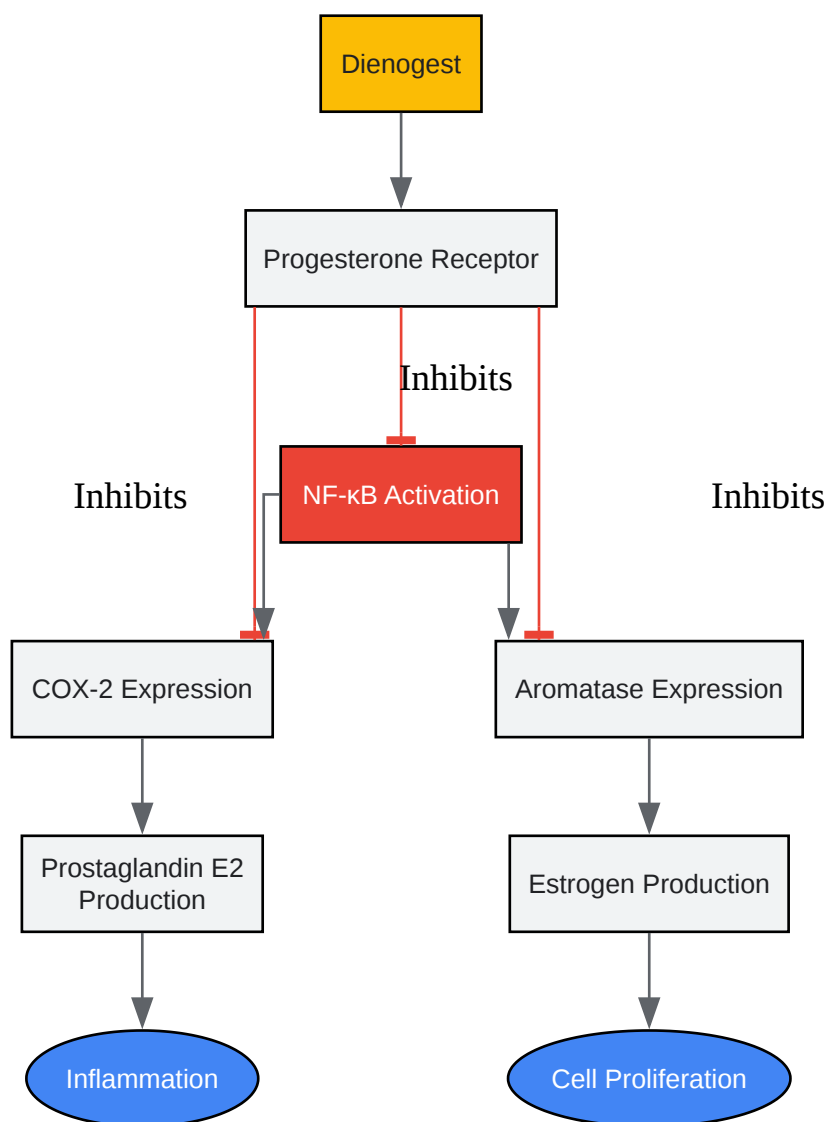 Dienogest
Progesterone Receptor
Inhibits
Inhibits
NF-κB Activation
Inhibits
COX-2 Expression
Aromatase Expression
Prostaglandin E2
Production
Estrogen Production
Inflammation
Cell Proliferation